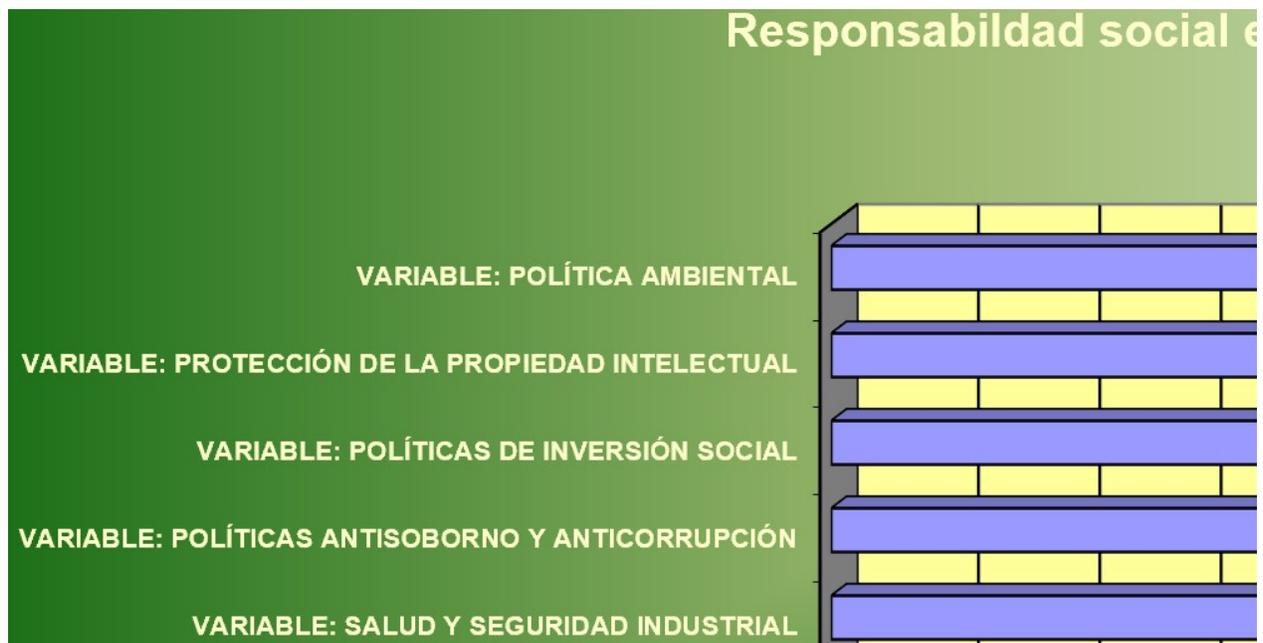 Responsabildad social e
VARIABLE: POLÍTICA AMBIENTAL
VARIABLE: PROTECCIÓN DE LA PROPIEDAD INTELECTUAL
VARIABLE: POLÍTICAS DE INVERSIÓN SOCIAL
VARIABLE: POLÍTICAS ANTISOBORNO Y ANTICORRUPCIÓN
VARIABLE: SALUD Y SEGURIDAD INDUSTRIAL